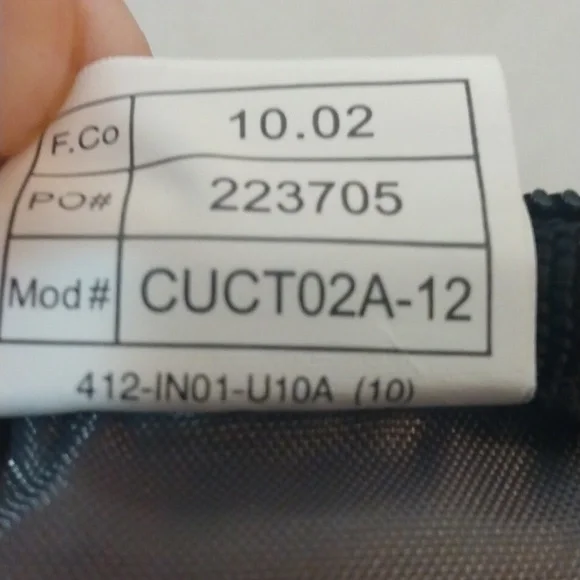 F.Co 10.02
PO# 223705
Mod# CUCT02A-12
412-IN01-U10A (10)